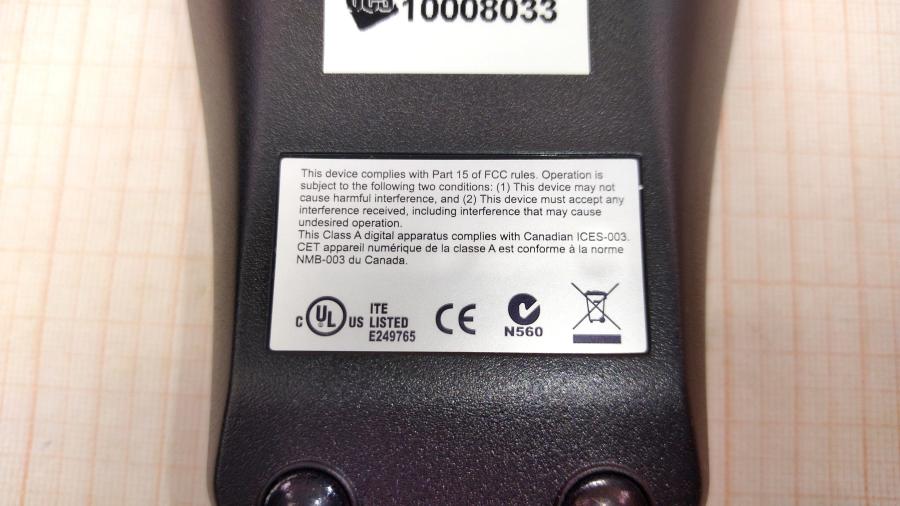 10008033
This device complies with Part 15 of FCC rules. Operation is
subject to the following two conditions: (1) This device may not
cause harmful interference, and (2) This device must accept any
interference received, including interference that may cause
undesired operation.
This Class A digital apparatus complies with Canadian ICES-003.
CET appareil numérique de la classe A est conforme à la norme
NMB-003 du Canada.
C UL US ITE
LISTED
E249765
CE
N560